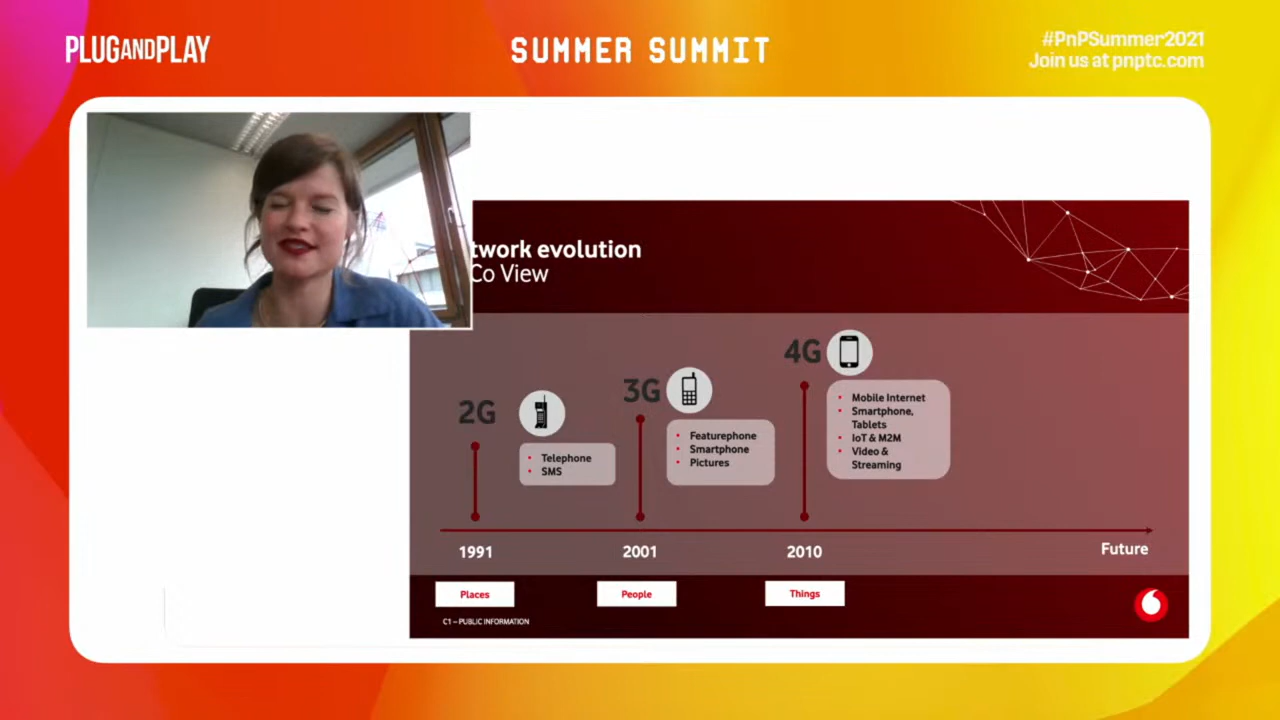 PLUGANDPLAY
SUMMER SUMMIT
#PnPSummer2021
Join us at pnptc.com
twork evolution
Co View
2G
• Telephone
• SMS
3G
• Featurephone
• Smartphone
• Pictures
4G
• Mobile Internet
• Smartphone,
Tablets
• IoT & M2M
• Video &
Streaming
1991
2001
2010
Future
Places
People
Things
C1 – PUBLIC INFORMATION